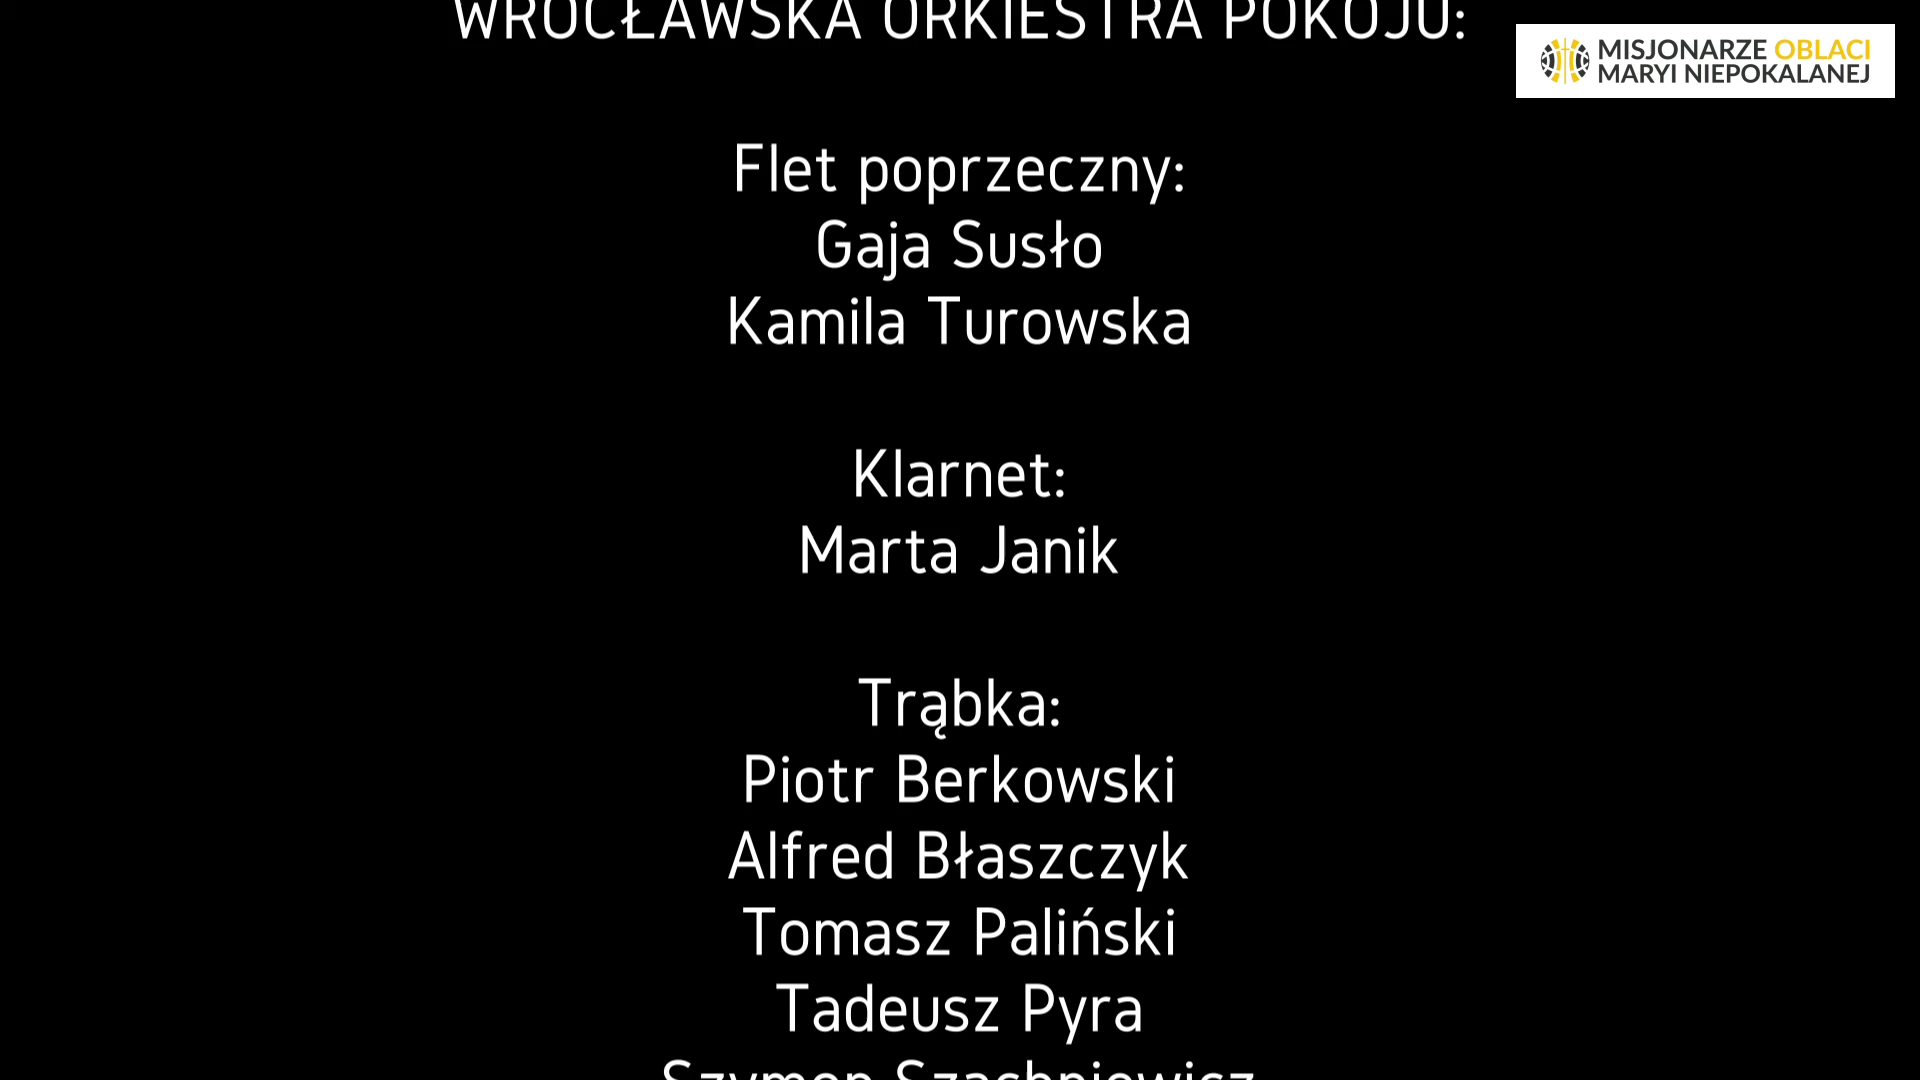 WROCŁAWSKA ORKIESTRA POKOJU:
MISJONARZE OBLACI
MARYI NIEPOKALANEJ
Flet poprzeczny:
Gaja Susło
Kamila Turowska
Klarnet:
Marta Janik
Trąbka:
Piotr Berkowski
Alfred Błaszczyk
Tomasz Paliński
Tadeusz Pyra
Szymon